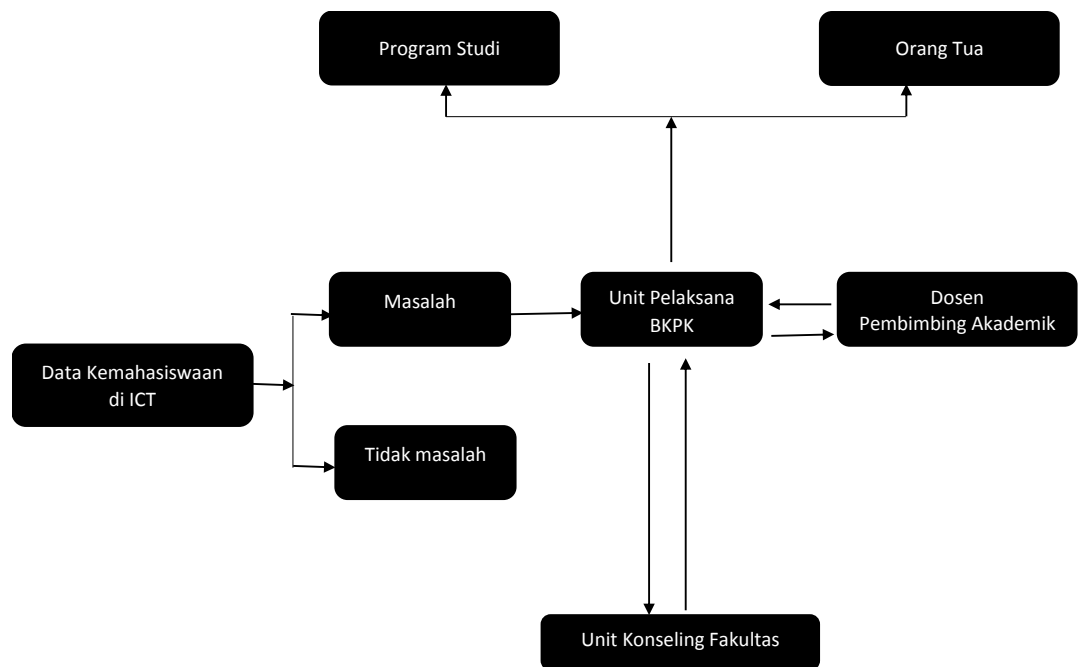 Program Studi
Orang Tua
Masalah
Unit Pelaksana
BKPK
Dosen
Pembimbing Akademik
Data Kemahasiswaan
di ICT
Tidak masalah
Unit Konseling Fakultas